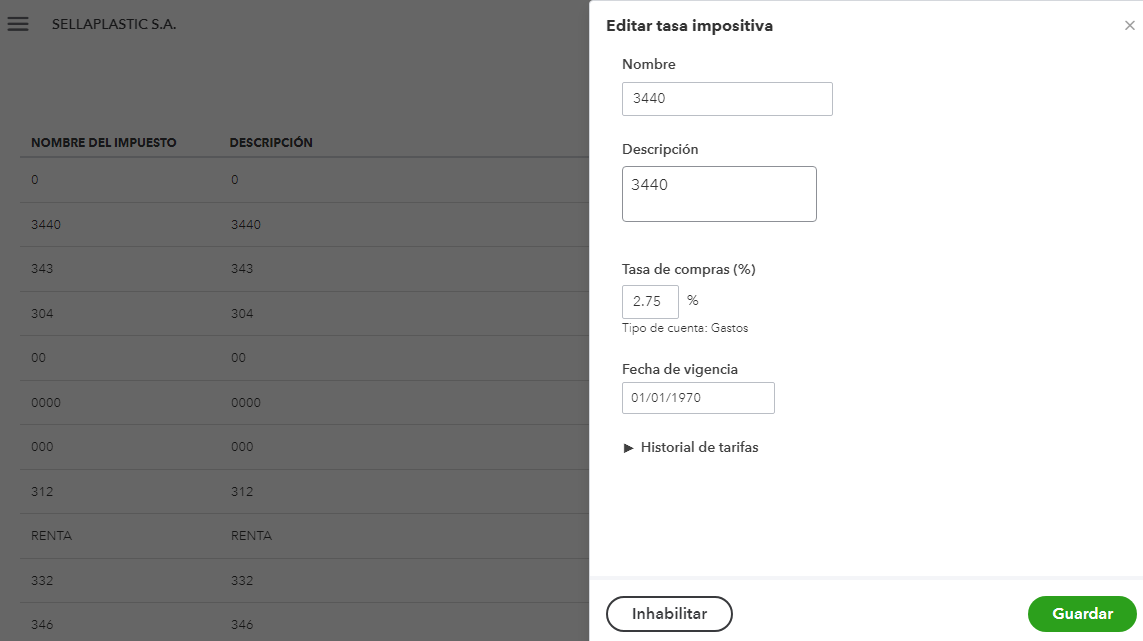 SELLAPLASTIC S.A.
NOMBRE DEL IMPUESTO DESCRIPCIÓN
0 0
3440 3440
343 343
304 304
00 00
0000 0000
000 000
312 312
RENTA RENTA
332 332
346 346
Editar tasa impositiva
Nombre
3440
Descripción
3440
Tasa de compras (%)
2.75 %
Tipo de cuenta: Gastos
Fecha de vigencia
01/01/1970
► Historial de tarifas
Inhabilitar Guardar